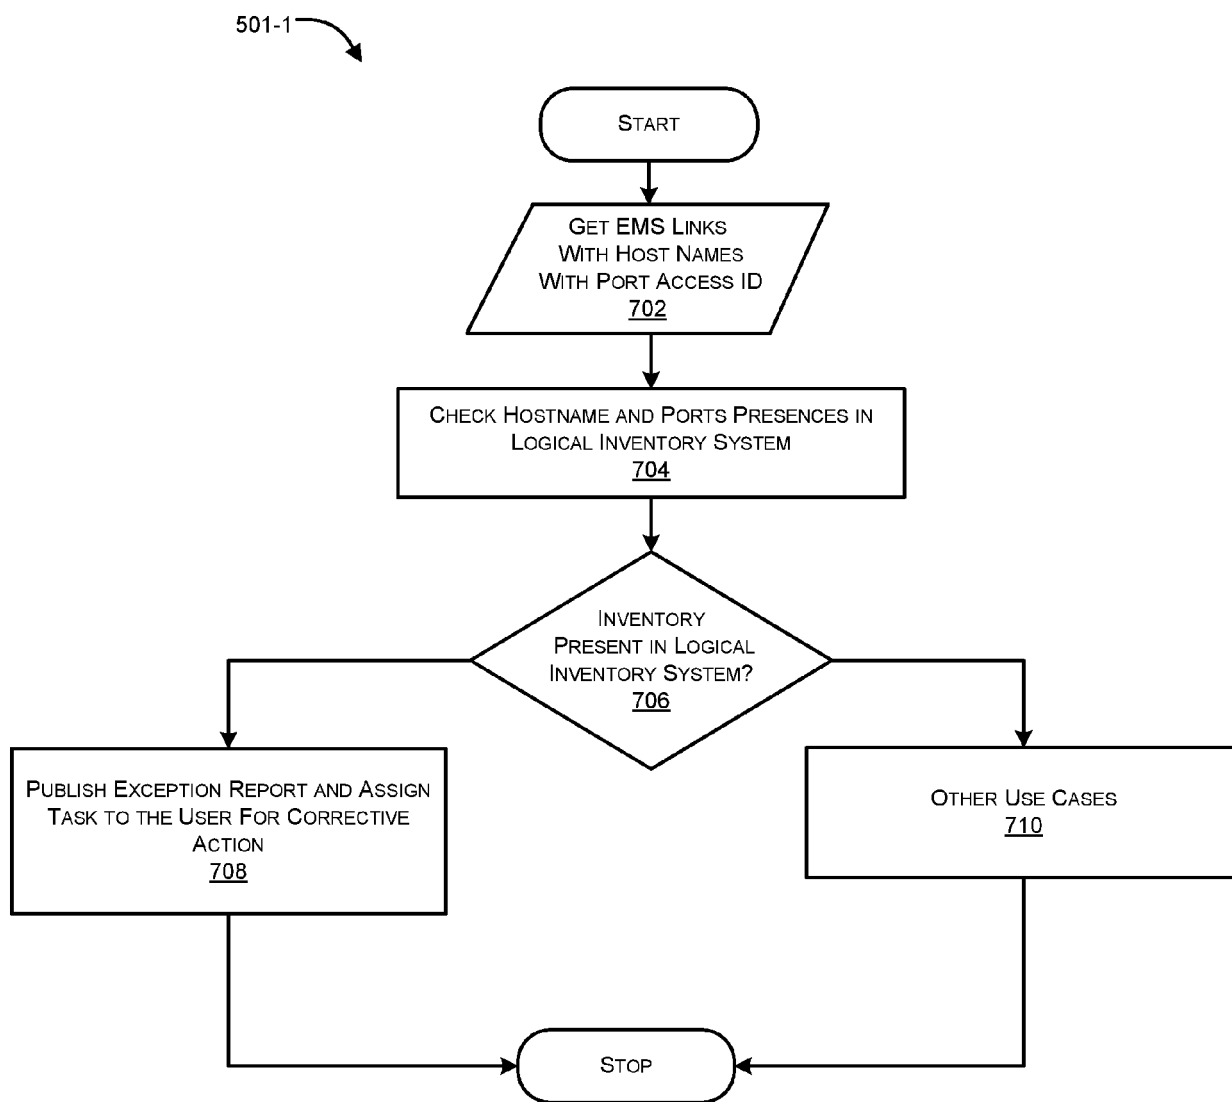 501-1
START
GET EMS LINKS
WITH HOST NAMES
WITH PORT ACCESS ID
702
CHECK HOSTNAME AND PORTS PRESENCES IN
LOGICAL INVENTORY SYSTEM
704
INVENTORY
PRESENT IN LOGICAL
INVENTORY SYSTEM?
706
PUBLISH EXCEPTION REPORT AND ASSIGN
TASK TO THE USER FOR CORRECTIVE
ACTION
708
OTHER USE CASES
710
STOP